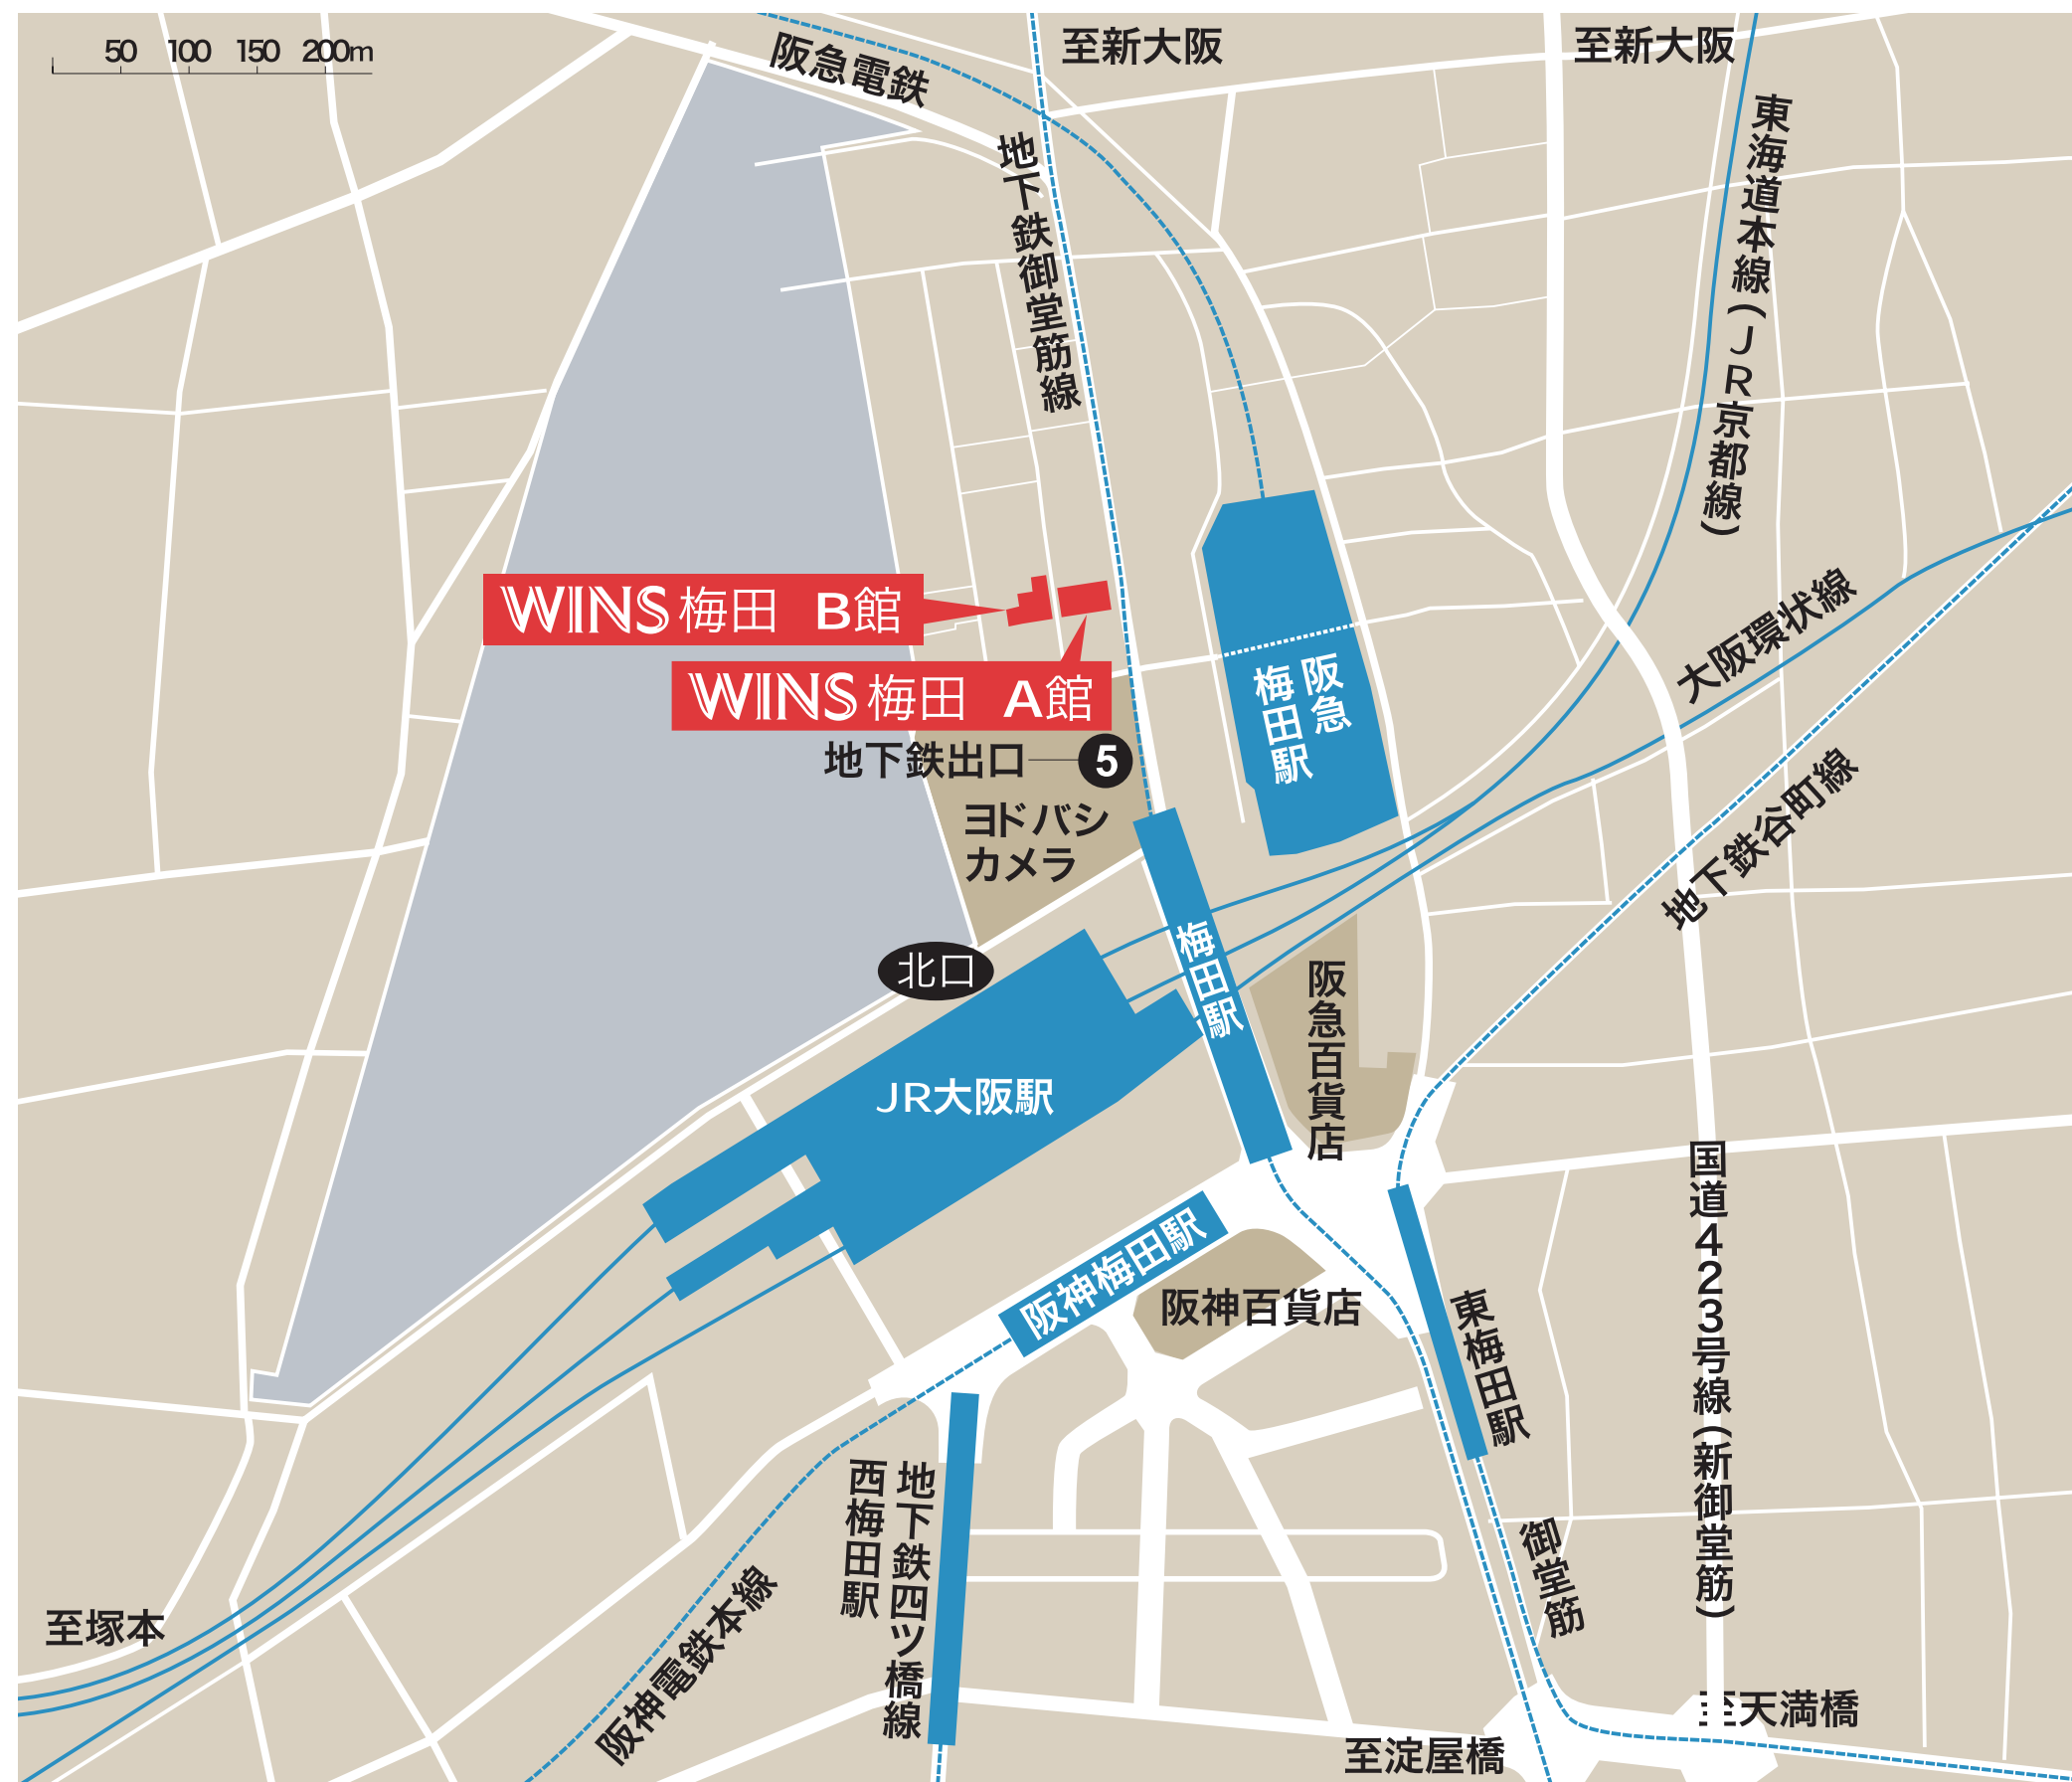 50 100 150 200m
阪急電鉄
至新大阪
至新大阪
地下鉄御堂筋線
東海道本線(JR京都線)
大阪環状線
WINS梅田 B館
WINS梅田 A館
阪急
梅田駅
地下鉄出口
5
ヨドバシ
カメラ
地下鉄谷町線
梅田駅
北口
阪急百貨店
JR大阪駅
国道423号線(新御堂筋)
阪神梅田駅
阪神百貨店
東梅田駅
地下鉄四ツ橋線
西梅田駅
御堂筋
阪神電鉄本線
至塚本
至天満橋
至淀屋橋